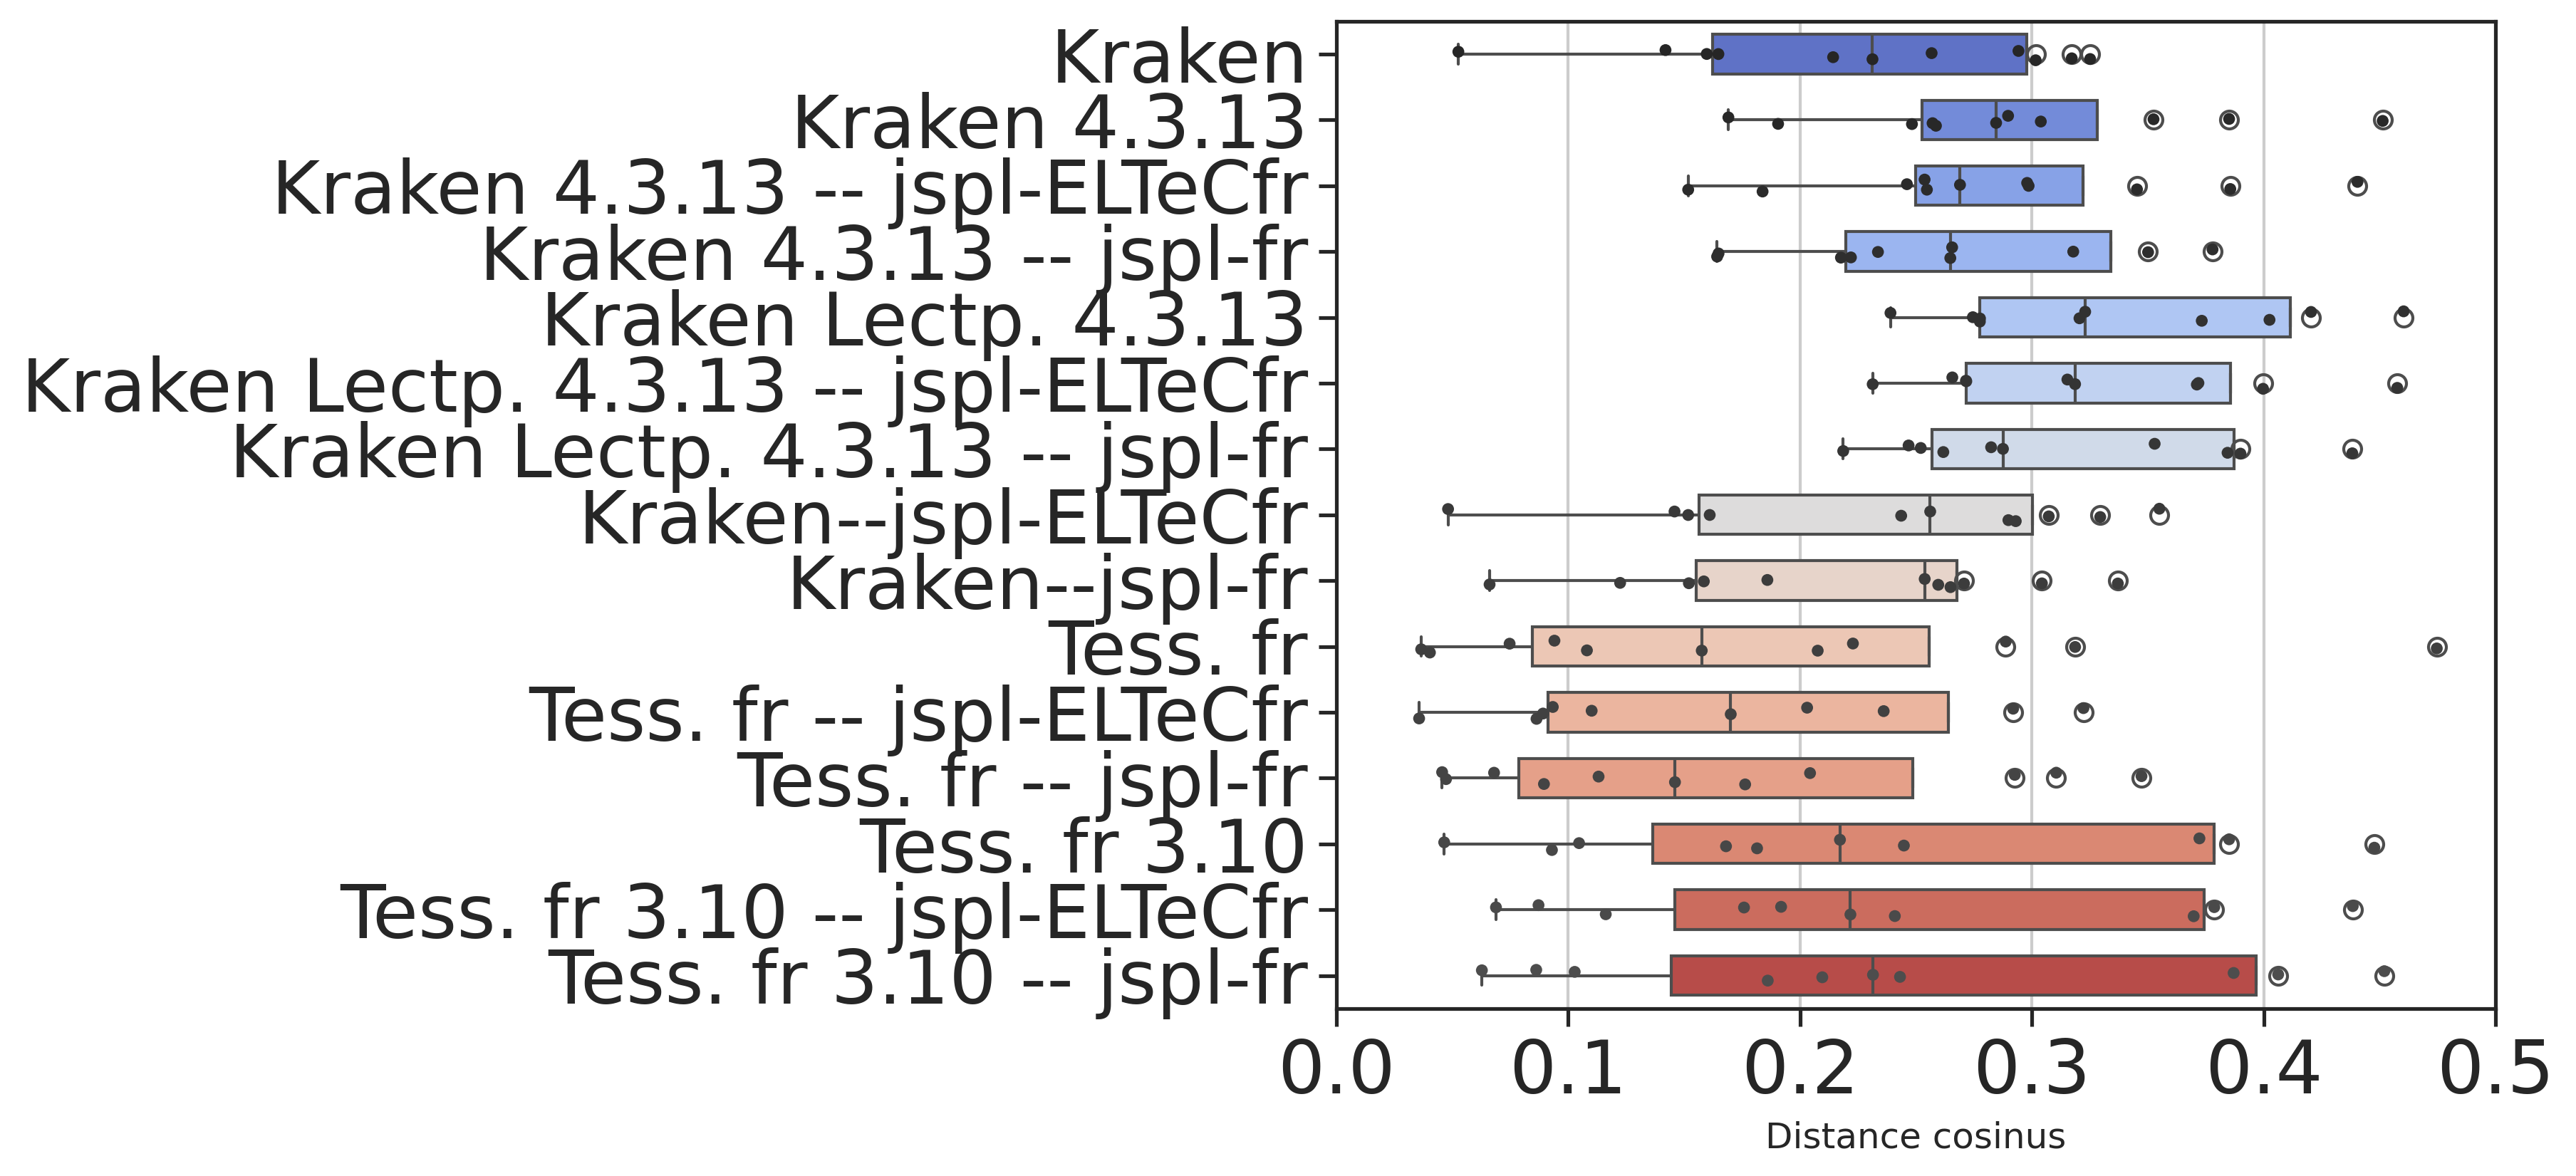 Kraken
Kraken 4.3.13
Kraken 4.3.13 -- jspl-ELTeCfr
Kraken 4.3.13 -- jspl-fr
Kraken Lectp. 4.3.13
Kraken Lectp. 4.3.13 -- jspl-ELTeCfr
Kraken Lectp. 4.3.13 -- jspl-fr
Kraken--jspl-ELTeCfr
Kraken--jspl-fr
Tess. fr
Tess. fr -- jspl-ELTeCfr
Tess. fr -- jspl-fr
Tess. fr 3.10
Tess. fr 3.10 -- jspl-ELTeCfr
Tess. fr 3.10 -- jspl-fr
0.0 0.1 0.2 0.3 0.4 0.5
Distance cosinus